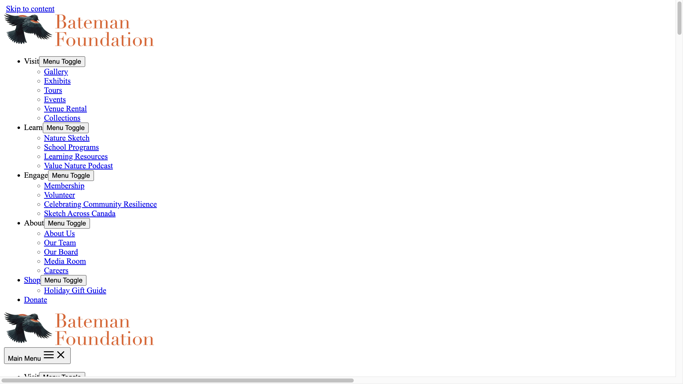 Skip to content
Bateman
Foundation
Visit Menu Toggle
Gallery
Exhibits
Tours
Events
Venue Rental
Collections
Learn Menu Toggle
Nature Sketch
School Programs
Learning Resources
Value Nature Podcast
Engage Menu Toggle
Membership
Volunteer
Celebrating Community Resilience
Sketch Across Canada
About Menu Toggle
About Us
Our Team
Our Board
Media Room
Careers
Shop Menu Toggle
Holiday Gift Guide
Donate
Bateman
Foundation
Main Menu
Visit Menu Toggle